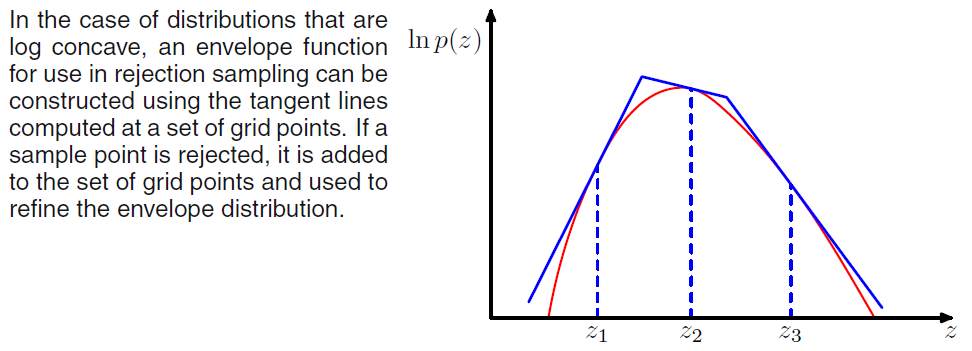 In the case of distributions that are
log concave, an envelope function
for use in rejection sampling can be
constructed using the tangent lines
computed at a set of grid points. If a
sample point is rejected, it is added
to the set of grid points and used to
refine the envelope distribution.
ln p(z)
z1 z2 z3 z